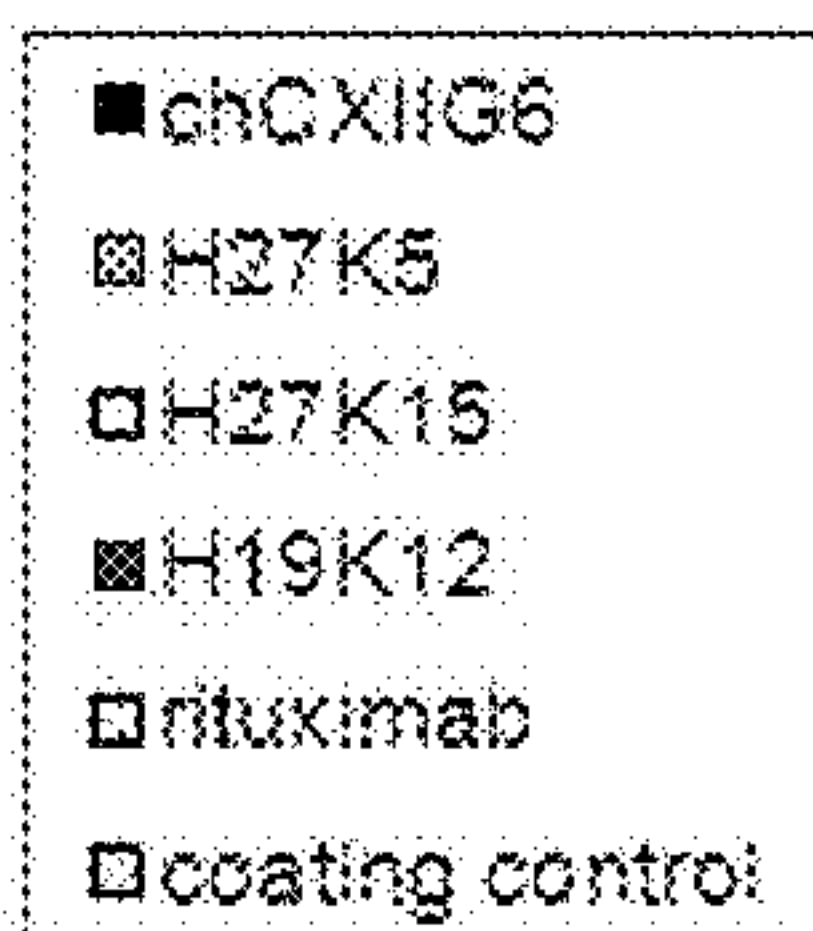 chCXIIG6
H27K5
H27K15
H19K12
rituximab
coating control